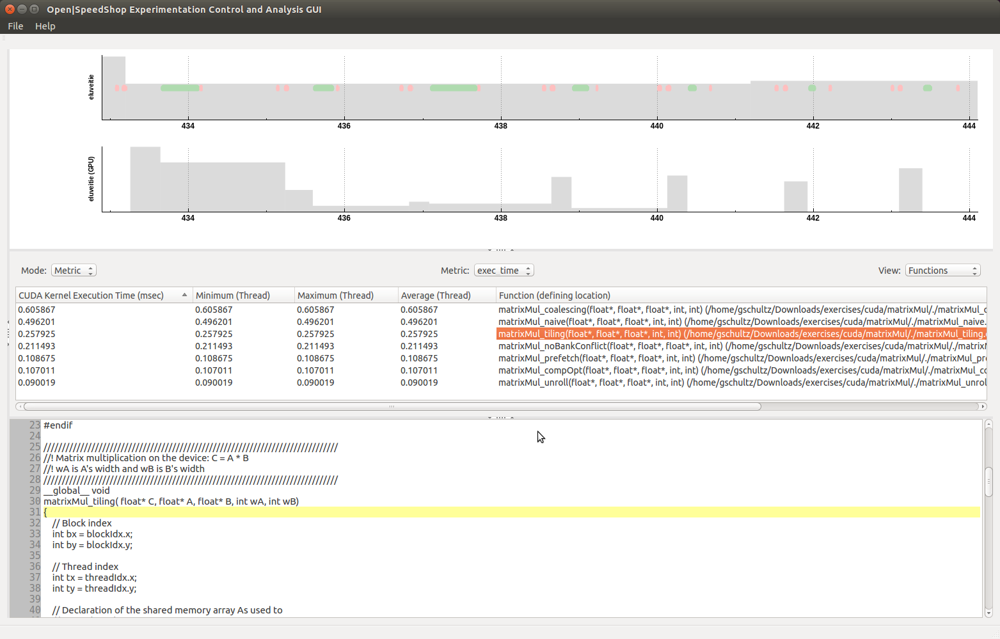 Open|SpeedShop Experimentation Control and Analysis GUI
File Help
eluveitie
434 436 438 440 442 444
eluveitie (GPU)
434 436 438 440 442 444
Mode: Metric Metric: exec_time View: Functions
CUDA Kernel Execution Time (msec) Minimum (Thread) Maximum (Thread) Average (Thread) Function (defining location)
0.605867 0.605867 0.605867 0.605867 matrixMul_coalescing(float*, float*, float*, int, int) (/home/gschultz/Downloads/exercises/cuda/matrixMul/./matrixMul_c
0.496201 0.496201 0.496201 0.496201 matrixMul_naive(float*, float*, float*, int, int) (/home/gschultz/Downloads/exercises/cuda/matrixMul/./matrixMul_naive.
0.257925 0.257925 0.257925 0.257925 matrixMul_tiling(float*, float*, float*, int, int) (/home/gschultz/Downloads/exercises/cuda/matrixMul/./matrixMul_tiling.
0.211493 0.211493 0.211493 0.211493 matrixMul_noBankConflict(float*, float*, float*, int, int) (/home/gschultz/Downloads/exercises/cuda/matrixMul/./matrixM
0.108675 0.108675 0.108675 0.108675 matrixMul_prefetch(float*, float*, float*, int, int) (/home/gschultz/Downloads/exercises/cuda/matrixMul/./matrixMul_pr
0.107011 0.107011 0.107011 0.107011 matrixMul_compOpt(float*, float*, float*, int, int) (/home/gschultz/Downloads/exercises/cuda/matrixMul/./matrixMul_co
0.090019 0.090019 0.090019 0.090019 matrixMul_unroll(float*, float*, float*, int, int) (/home/gschultz/Downloads/exercises/cuda/matrixMul/./matrixMul_unrol
23 #endif
24
25 ////////////////////////////////////////////////////////////////////////////////
26 //! Matrix multiplication on the device: C = A * B
27 //! wA is A's width and wB is B's width
28 ////////////////////////////////////////////////////////////////////////////////
29 __global__ void
30 matrixMul_tiling( float* C, float* A, float* B, int wA, int wB)
31 {
32 // Block index
33 int bx = blockIdx.x;
34 int by = blockIdx.y;
35
36 // Thread index
37 int tx = threadIdx.x;
38 int ty = threadIdx.y;
39
40 // Declaration of the shared memory array As used to